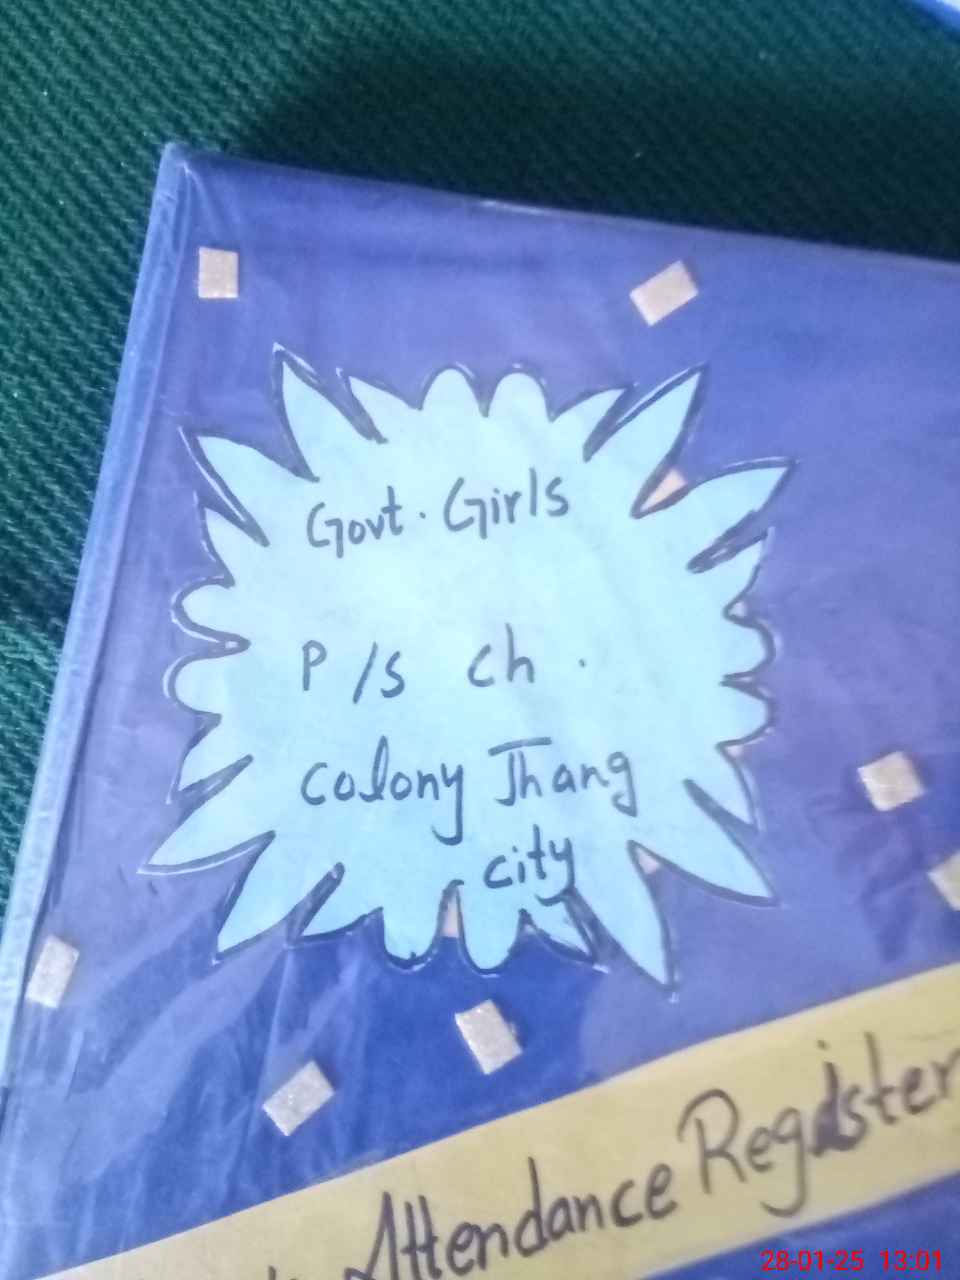 Govt. Girls
P/S Ch.
Colony Jhang
city
Attendance Register
28-01-25 13:01